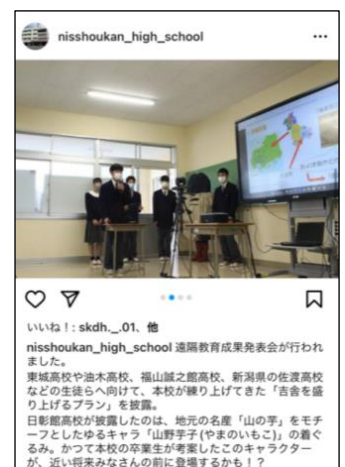 nisshoukan_high_school
いいね！: skdh._.01、他
nisshoukan_high_school 遠隔教育成果発表会が行われ
ました。
東城高校や油木高校、福山誠之館高校、新潟県の佐渡高校
などの生徒らへ向けて、本校が練り上げてきた「吉舎を盛
り上げるプラン」を披露。
日彰館高校が披露したのは、地元の名産「山の芋」をモチ
ーフとしたゆるキャラ「山野芋子(やまのいもこ)」の着ぐ
るみ。かつて本校の卒業生が考案したこのキャラクター
が、近い将来みなさんの前に登場するかも！？